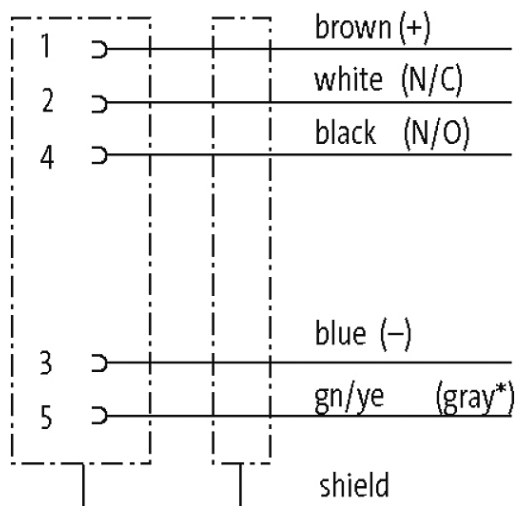 1 brown (+)
2 white (N/C)
4 black (N/O)
3 blue (–)
5 gn/ye (gray*)
shield